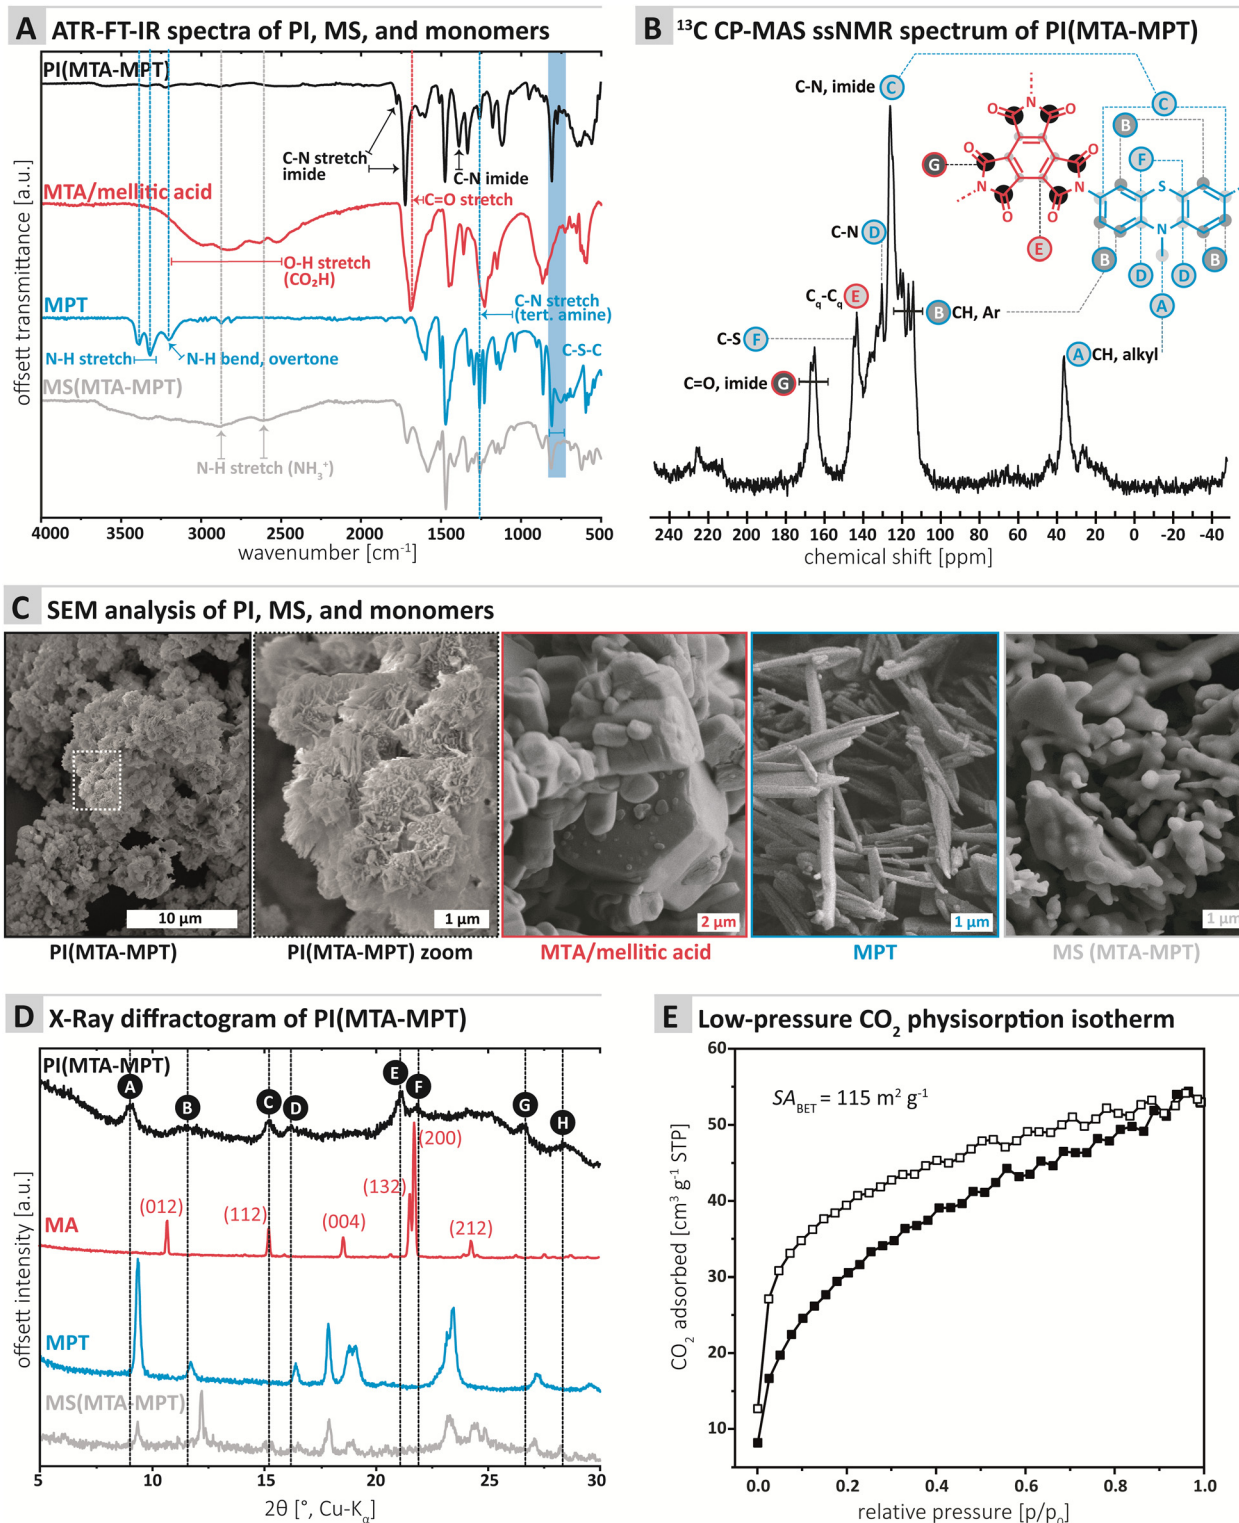 A ATR-FT-IR spectra of PI, MS, and monomers
PI(MTA-MPT)
C-N stretch
imide
C-N imide
MTA/mellitic acid
C=O stretch
O-H stretch
(CO₂H)
MPT
C-N stretch
(tert. amine)
N-H stretch
N-H bend, overtone
C-S-C
MS(MTA-MPT)
N-H stretch (NH₃⁺)
offsett transmittance [a.u.]
4000 3500 3000 2500 2000 1500 1000 500
wavenumber [cm⁻¹]
B ¹³C CP-MAS ssNMR spectrum of PI(MTA-MPT)
C-N, imide C
C
B
F
G
E
B
B
D
D
A
O
N
O
O
O
N
N
O
O
S
N
C-N D
C_q-C_q E
B CH, Ar
C-S F
C=O, imide G
A CH, alkyl
240 220 200 180 160 140 120 100 80 60 40 20 0 -20 -40
chemical shift [ppm]
C SEM analysis of PI, MS, and monomers
10 µm
1 µm
2 µm
1 µm
1 µm
PI(MTA-MPT)
PI(MTA-MPT) zoom
MTA/mellitic acid
MPT
MS (MTA-MPT)
D X-Ray diffractogram of PI(MTA-MPT)
PI(MTA-MPT)
A
B
C
D
E
F
G
H
(200)
(132)
(012)
(112)
(004)
(212)
MA
MPT
MS(MTA-MPT)
offsett intensity [a.u.]
5 10 15 20 25 30
2θ [°, Cu-Kα]
E Low-pressure CO₂ physisorption isotherm
SA_BET = 115 m² g⁻¹
CO₂ adsorbed [cm³ g⁻¹ STP]
60
50
40
30
20
10
0.0 0.2 0.4 0.6 0.8 1.0
relative pressure [p/p₀]